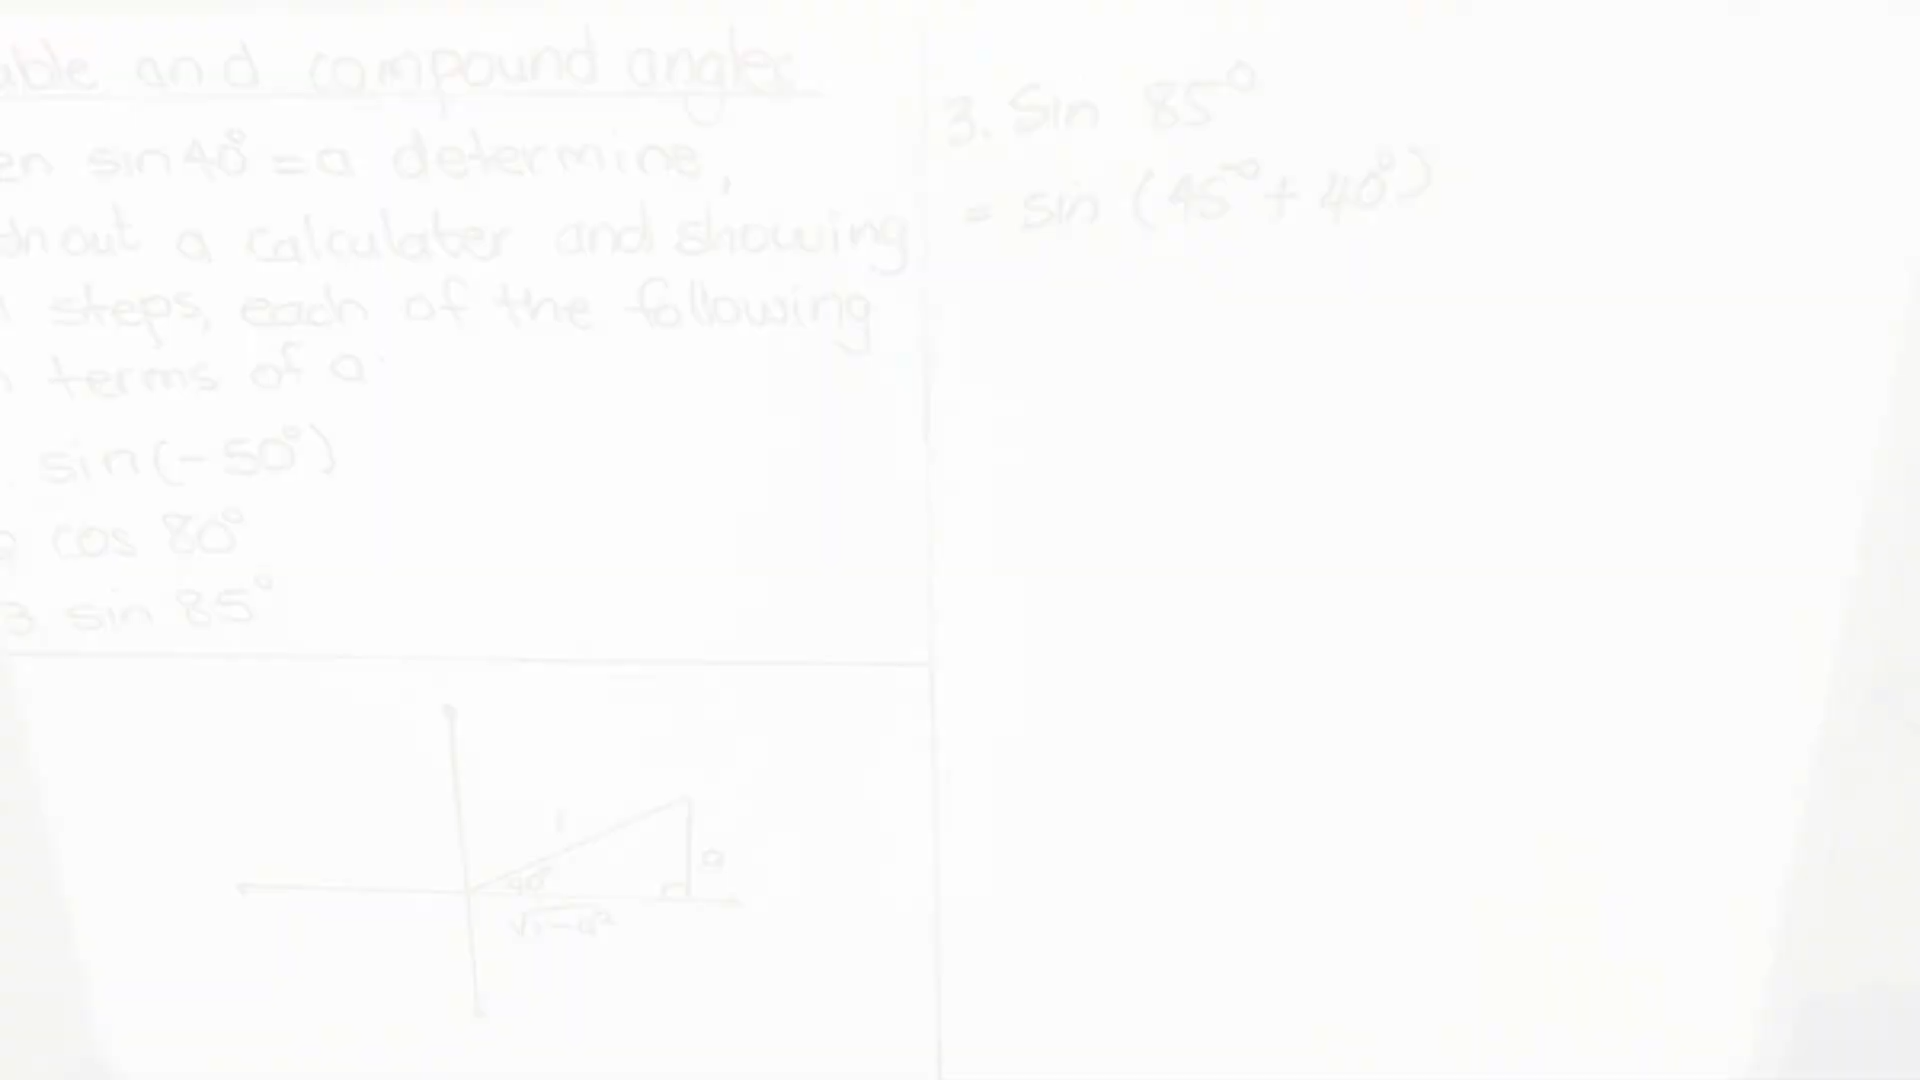 uble and compound angles
en sin 40° = a determine,
thout a calculater and showing
steps, each of the following
n terms of a
sin(-50°)
cos 80°
3 sin 85°
1
a
40°
√1-a²
3. Sin 85°
= sin (45° + 40°)